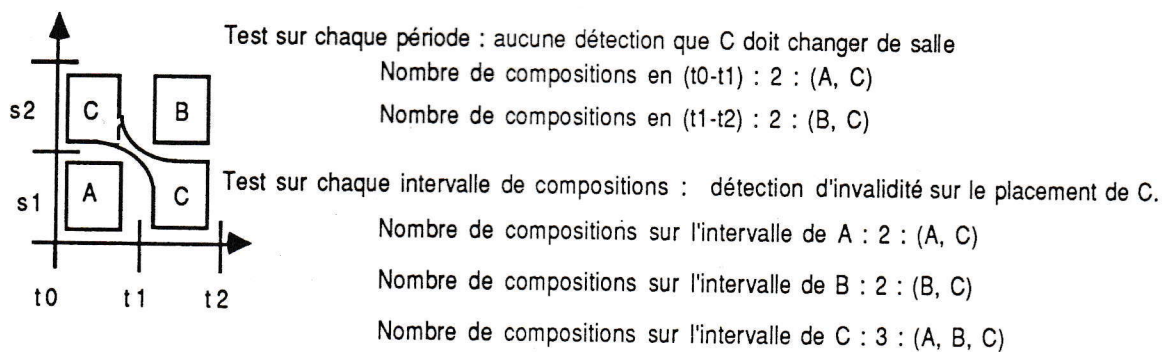 Test sur chaque période : aucune détection que C doit changer de salle
Nombre de compositions en (t0-t1) : 2 : (A, C)
Nombre de compositions en (t1-t2) : 2 : (B, C)
s2
C
B
s1
A
C
Test sur chaque intervalle de compositions : détection d'invalidité sur le placement de C.
Nombre de compositions sur l'intervalle de A : 2 : (A, C)
Nombre de compositions sur l'intervalle de B : 2 : (B, C)
Nombre de compositions sur l'intervalle de C : 3 : (A, B, C)
t0
t1
t2